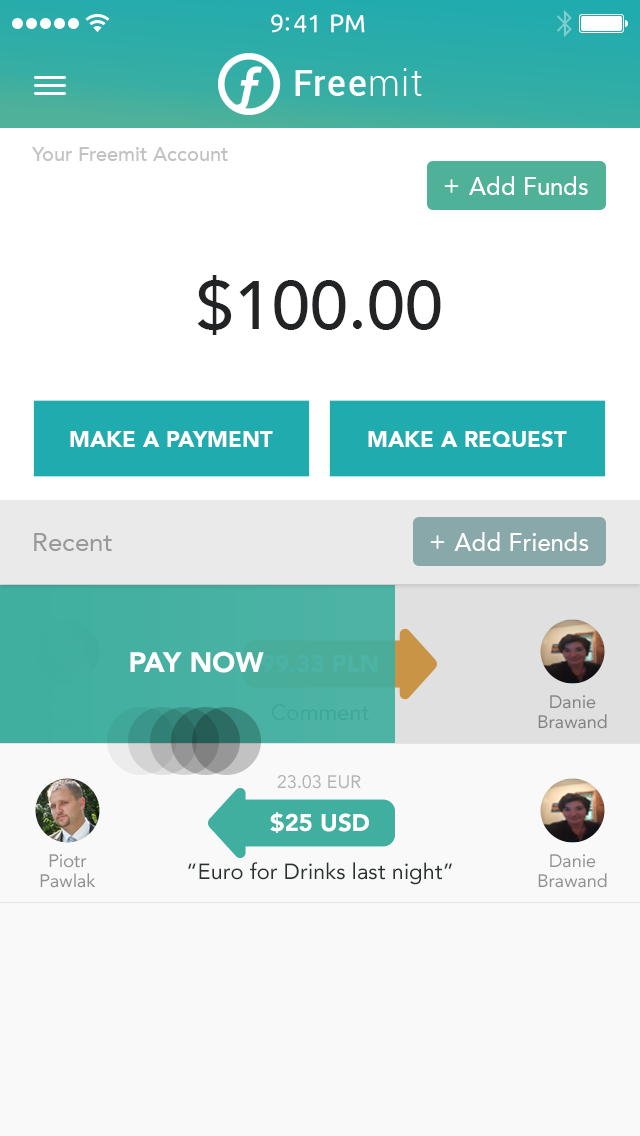 9:41 PM
f Freemit
Your Freemit Account
+ Add Funds
$100.00
MAKE A PAYMENT
MAKE A REQUEST
Recent
+ Add Friends
PAY NOW
99.33 PLN
Comment
Danie
Brawand
23.03 EUR
$25 USD
“Euro for Drinks last night”
Piotr
Pawlak
Danie
Brawand